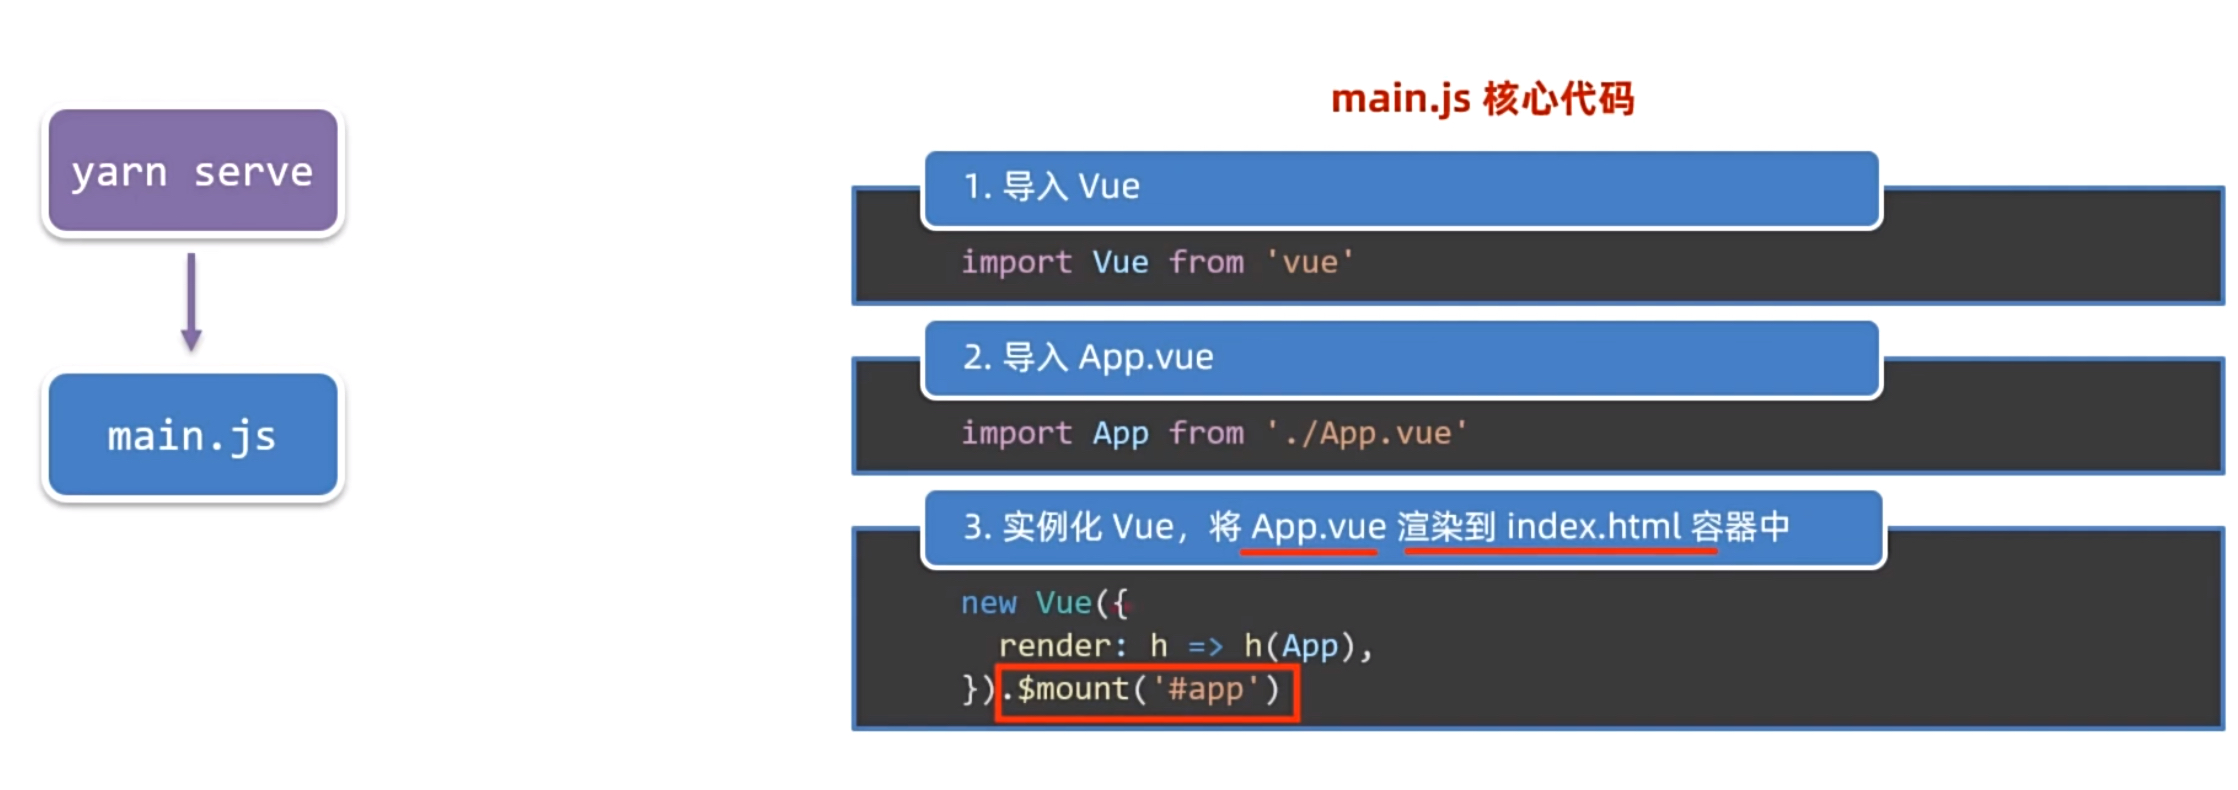 yarn serve
main.js
main.js 核心代码
1. 导入 Vue
import Vue from 'vue'
2. 导入 App.vue
import App from './App.vue'
3. 实例化 Vue，将 App.vue 渲染到 index.html 容器中
new Vue({
  render: h => h(App),
}).$mount('#app')